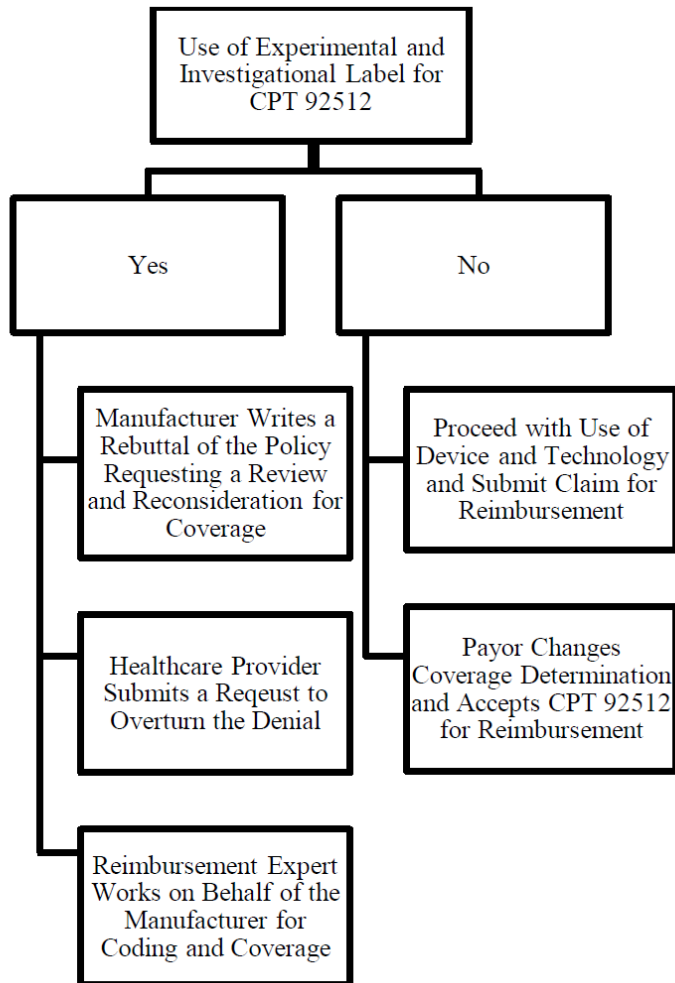 Use of Experimental and
Investigational Label for
CPT 92512
Yes
No
Manufacturer Writes a
Rebuttal of the Policy
Requesting a Review
and Reconsideration for
Coverage
Proceed with Use of
Device and Technology
and Submit Claim for
Reimbursement
Healthcare Provider
Submits a Reqeust to
Overturn the Denial
Payor Changes
Coverage Determination
and Accepts CPT 92512
for Reimbursement
Reimbursement Expert
Works on Behalf of the
Manufacturer for
Coding and Coverage